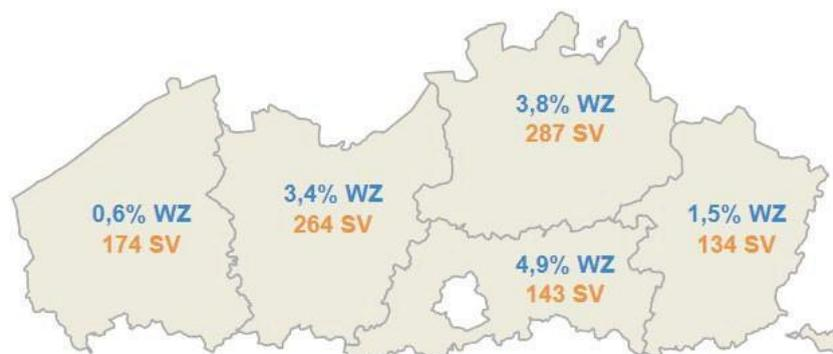 3,8% WZ
287 SV
3,4% WZ
264 SV
0,6% WZ
174 SV
1,5% WZ
134 SV
4,9% WZ
143 SV